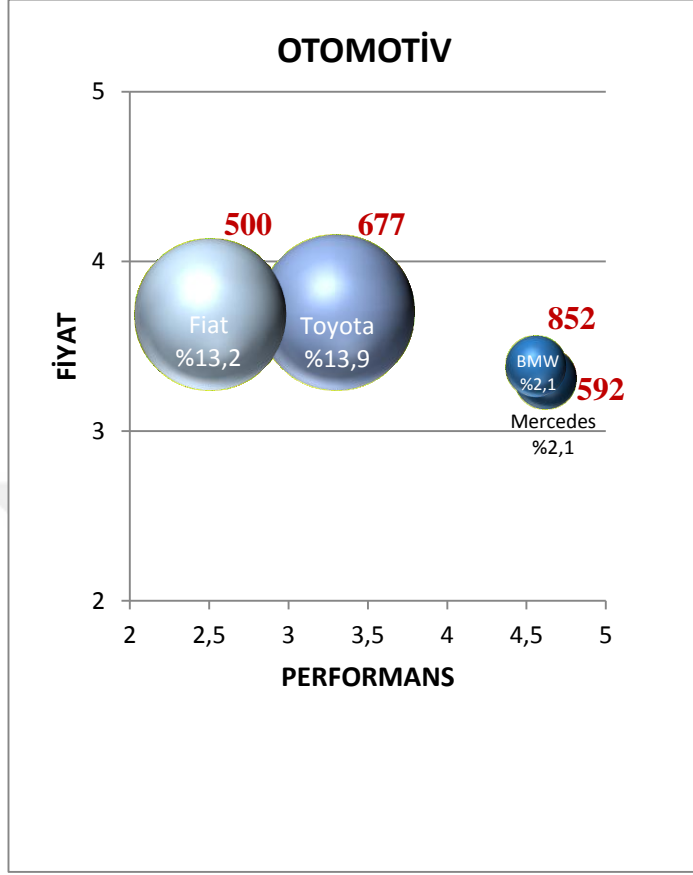 OTOMOTİV
5
500
677
4
Fiat
%13,2
Toyota
%13,9
852
BMW
%2,1
592
Mercedes
%2,1
FİYAT
3
2
2
2,5
3
3,5
4
4,5
5
PERFORMANS